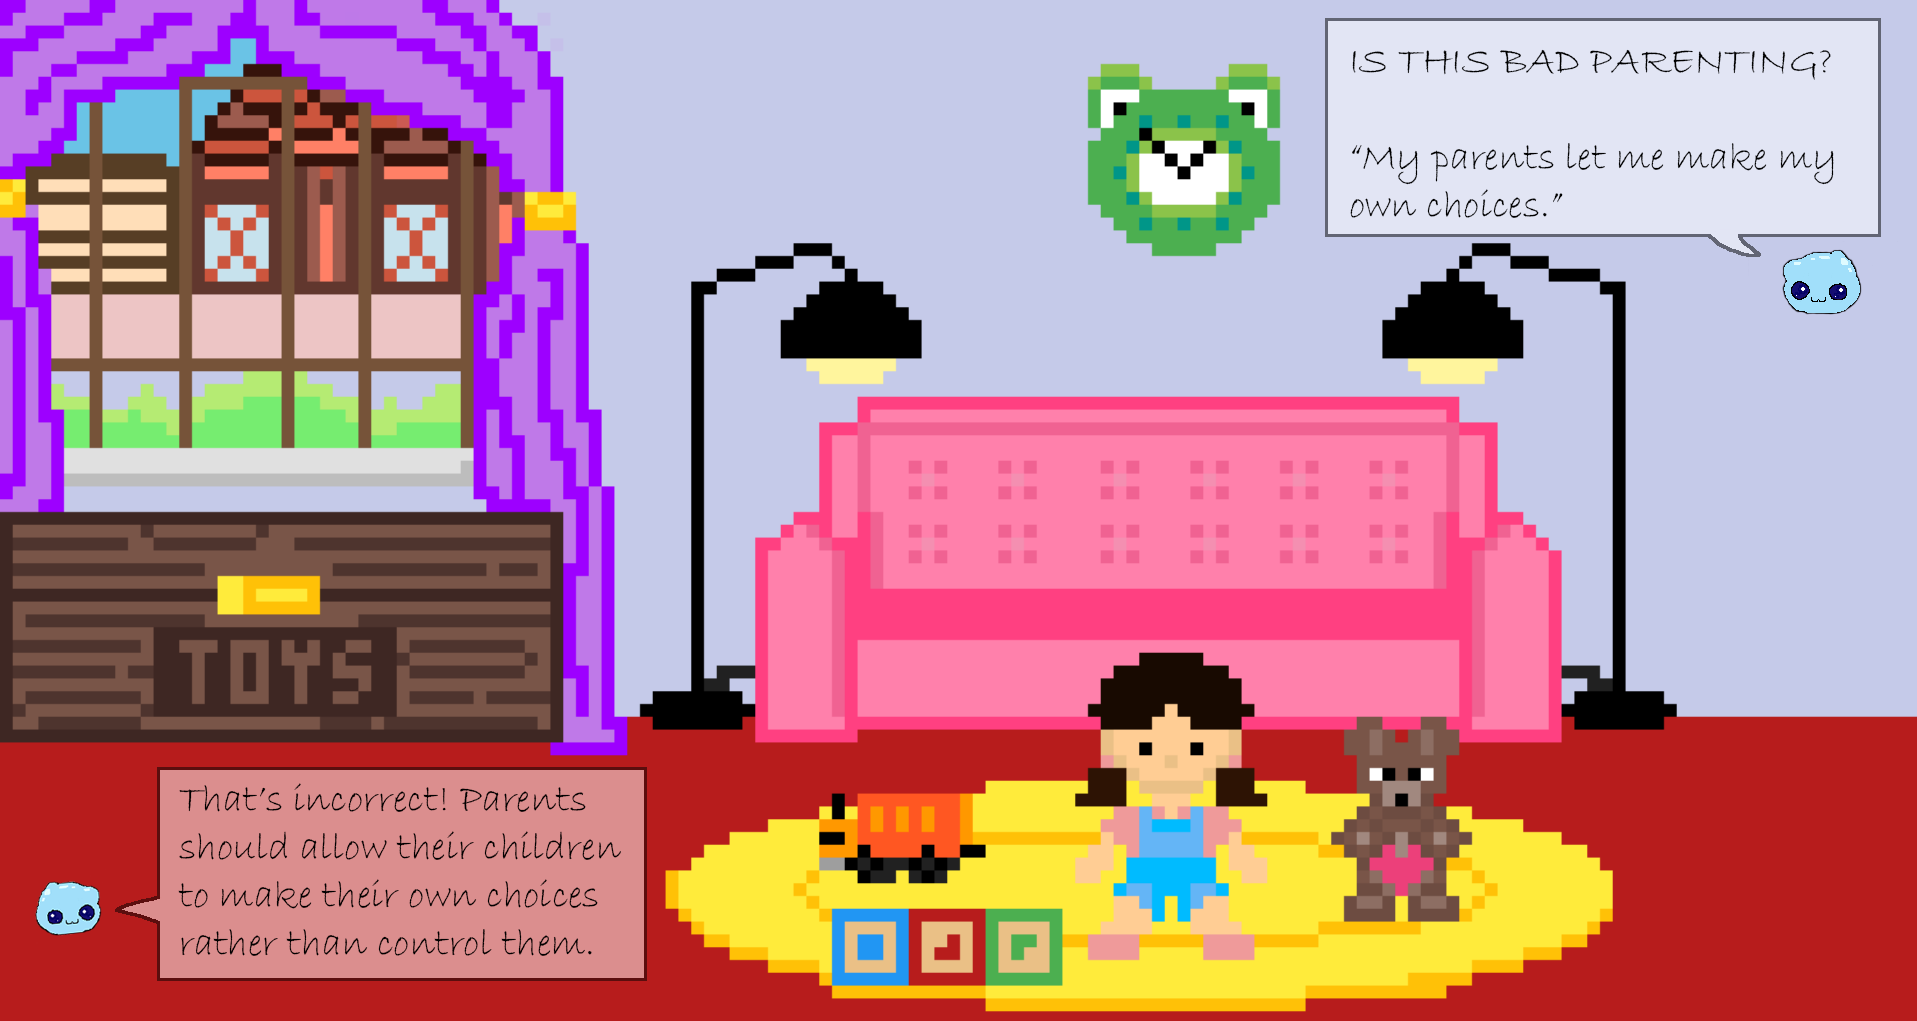 IS THIS BAD PARENTING?
“My parents let me make my
own choices.”
TOYS
That's incorrect! Parents
should allow their children
to make their own choices
rather than control them.